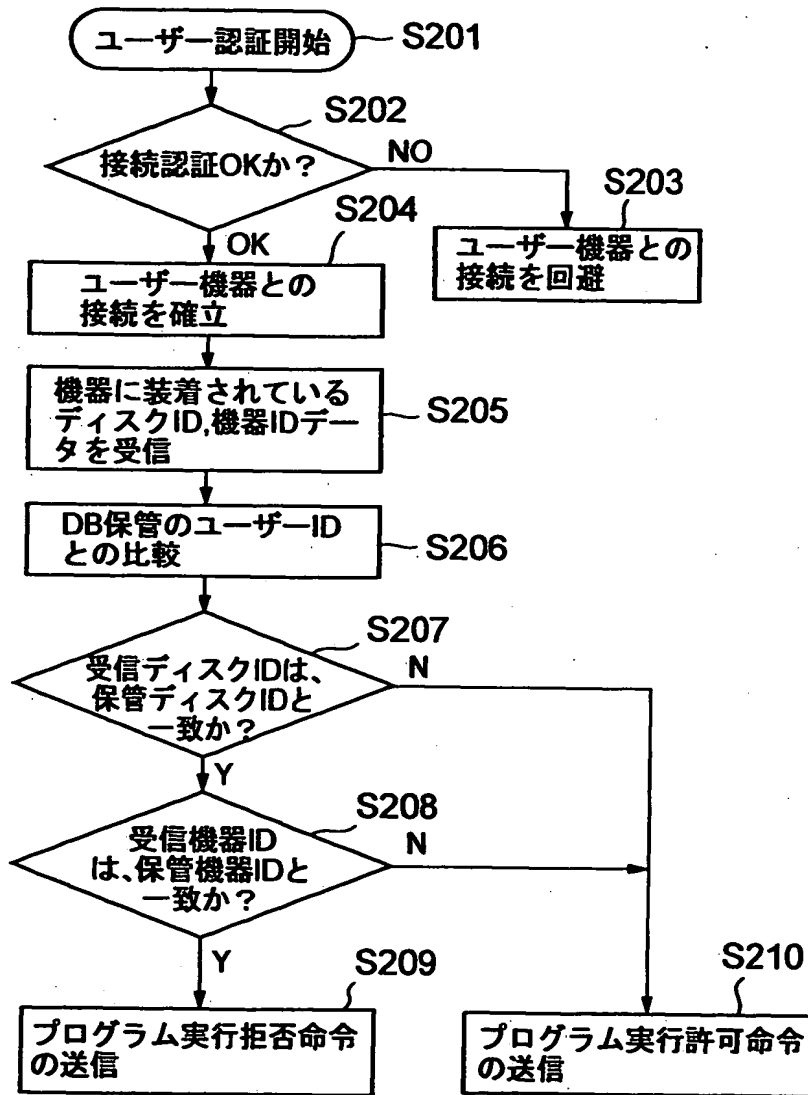 ユーザー認証開始
S201
S202
接続認証OKか？
NO
S203
ユーザー機器との
接続を回避
S204
OK
ユーザー機器との
接続を確立
機器に装着されている
ディスクID,機器IDデー
タを受信
S205
DB保管のユーザーID
との比較
S206
S207
受信ディスクIDは、
保管ディスクIDと
一致か？
N
Y
S208
受信機器ID
は、保管機器IDと
一致か？
N
Y
S209
プログラム実行拒否命令
の送信
S210
プログラム実行許可命令
の送信